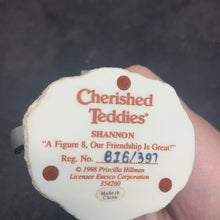 Cherished
Teddies®
SHANNON
"A Figure 8, Our Friendship Is Great!"
Reg. No. BI6/397
© 1998 Priscilla Hillman
Licensee Enesco Corporation
354260
Made in
China